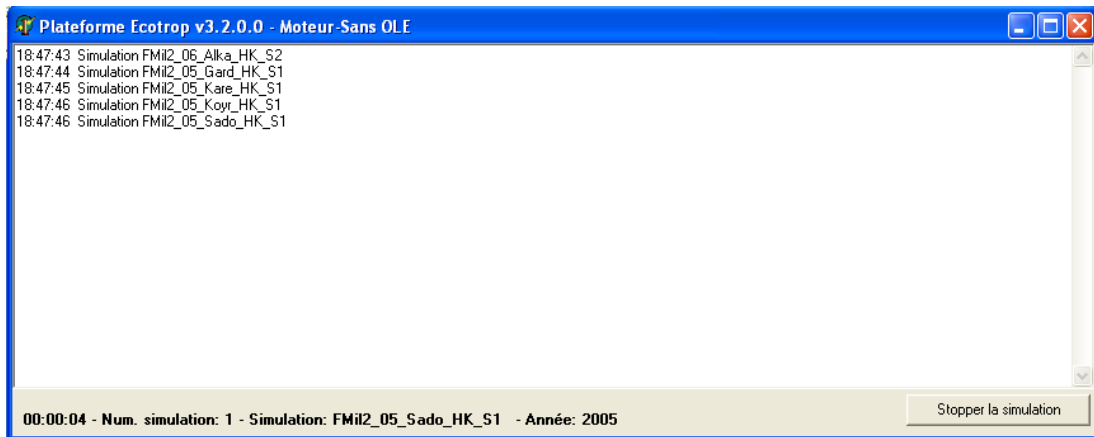 Plateforme Ecotrop v3.2.0.0 - Moteur-Sans OLE
18:47:43 Simulation FMil2_06_Alka_HK_S2
18:47:44 Simulation FMil2_05_Gard_HK_S1
18:47:45 Simulation FMil2_05_Kare_HK_S1
18:47:46 Simulation FMil2_05_Koyr_HK_S1
18:47:46 Simulation FMil2_05_Sado_HK_S1
00:00:04 - Num. simulation: 1 - Simulation: FMil2_05_Sado_HK_S1 - Année: 2005
Stopper la simulation